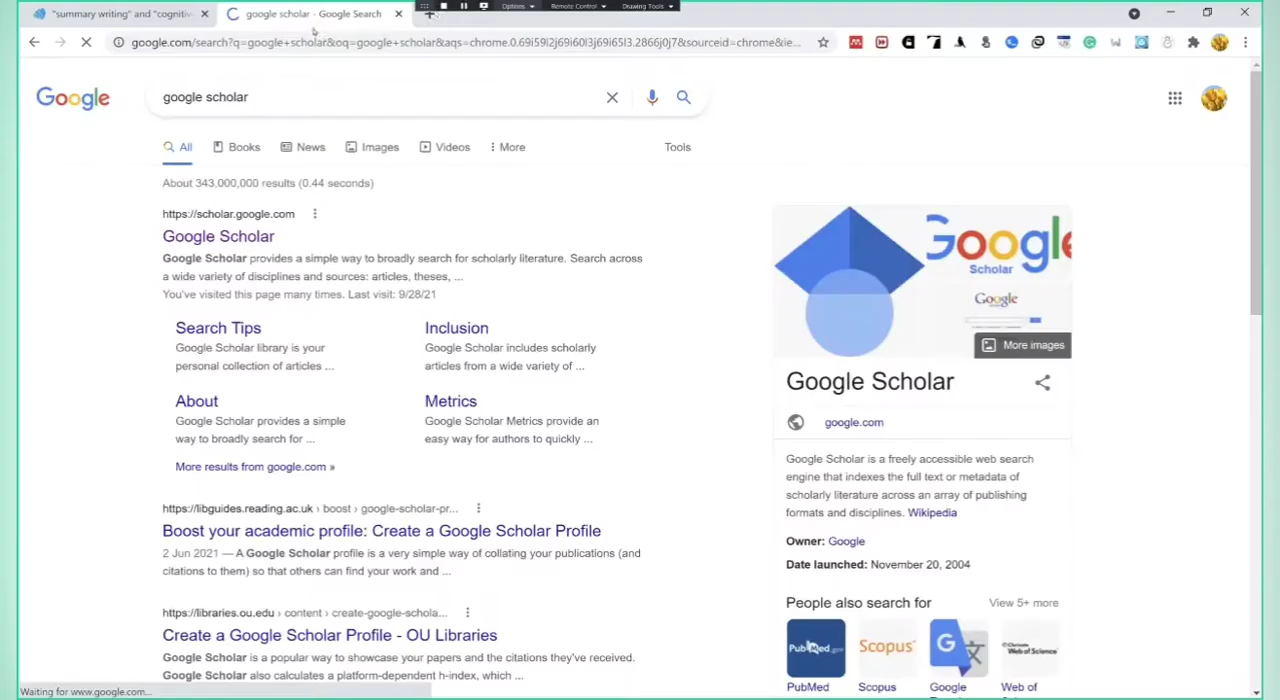 "summary writing" and "cognitiv
google scholar - Google Search
Options
Remote Control
Drawing Tools
google.com/search?q=google+scholar&oq=google+scholar&aqs=chrome.0.69i59l2j69i60l3j69i65l3.2866j0j7&sourceid=chrome&ie...
Google
google scholar
All
Books
News
Images
Videos
More
Tools
About 343,000,000 results (0.44 seconds)
https://scholar.google.com
Google Scholar
Google Scholar provides a simple way to broadly search for scholarly literature. Search across
a wide variety of disciplines and sources: articles, theses, ...
You've visited this page many times. Last visit: 9/28/21
Search Tips
Google Scholar library is your
personal collection of articles ...
Inclusion
Google Scholar includes scholarly
articles from a wide variety of ...
About
Google Scholar provides a simple
way to broadly search for ...
Metrics
Google Scholar Metrics provide an
easy way for authors to quickly ...
More results from google.com »
https://libguides.reading.ac.uk › boost › google-scholar-pr...
Boost your academic profile: Create a Google Scholar Profile
2 Jun 2021 — A Google Scholar profile is a very simple way of collating your publications (and
citations to them) so that others can find your work and ...
https://libraries.ou.edu › content › create-google-schola...
Create a Google Scholar Profile - OU Libraries
Google Scholar is a popular way to showcase your papers and the citations they've received.
Google Scholar also calculates a platform-dependent h-index, which ...
Google
Scholar
Google
More images
Google Scholar
google.com
Google Scholar is a freely accessible web search
engine that indexes the full text or metadata of
scholarly literature across an array of publishing
formats and disciplines. Wikipedia
Owner: Google
Date launched: November 20, 2004
People also search for
View 5+ more
PubMed.gov
Scopus
G
Web of Science
PubMed
Scopus
Google
Web of
Waiting for www.google.com...